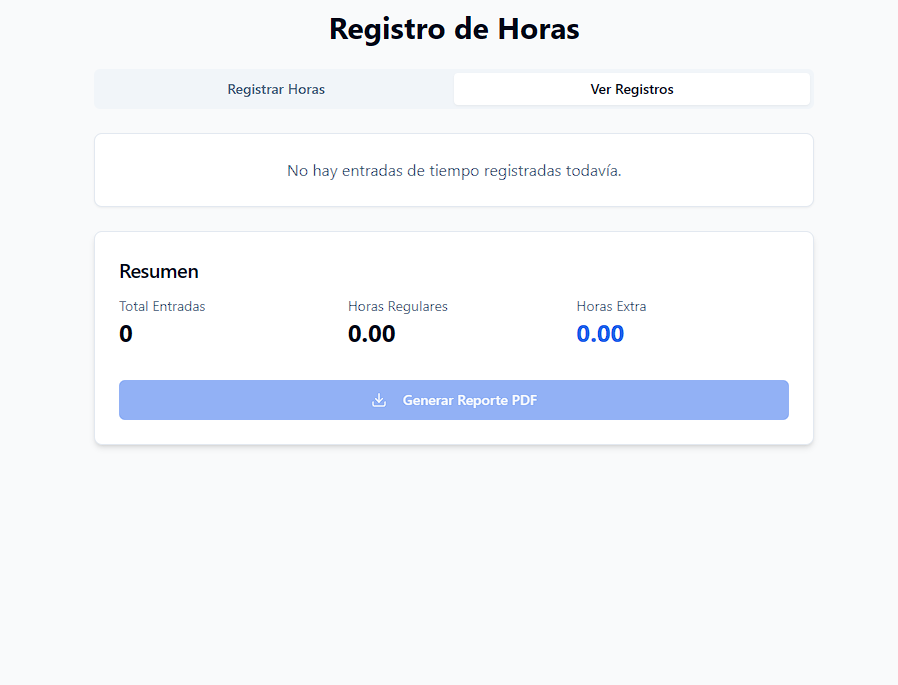 Registro de Horas
Registrar Horas
Ver Registros
No hay entradas de tiempo registradas todavía.
Resumen
Total Entradas
Horas Regulares
Horas Extra
0
0.00
0.00
Generar Reporte PDF